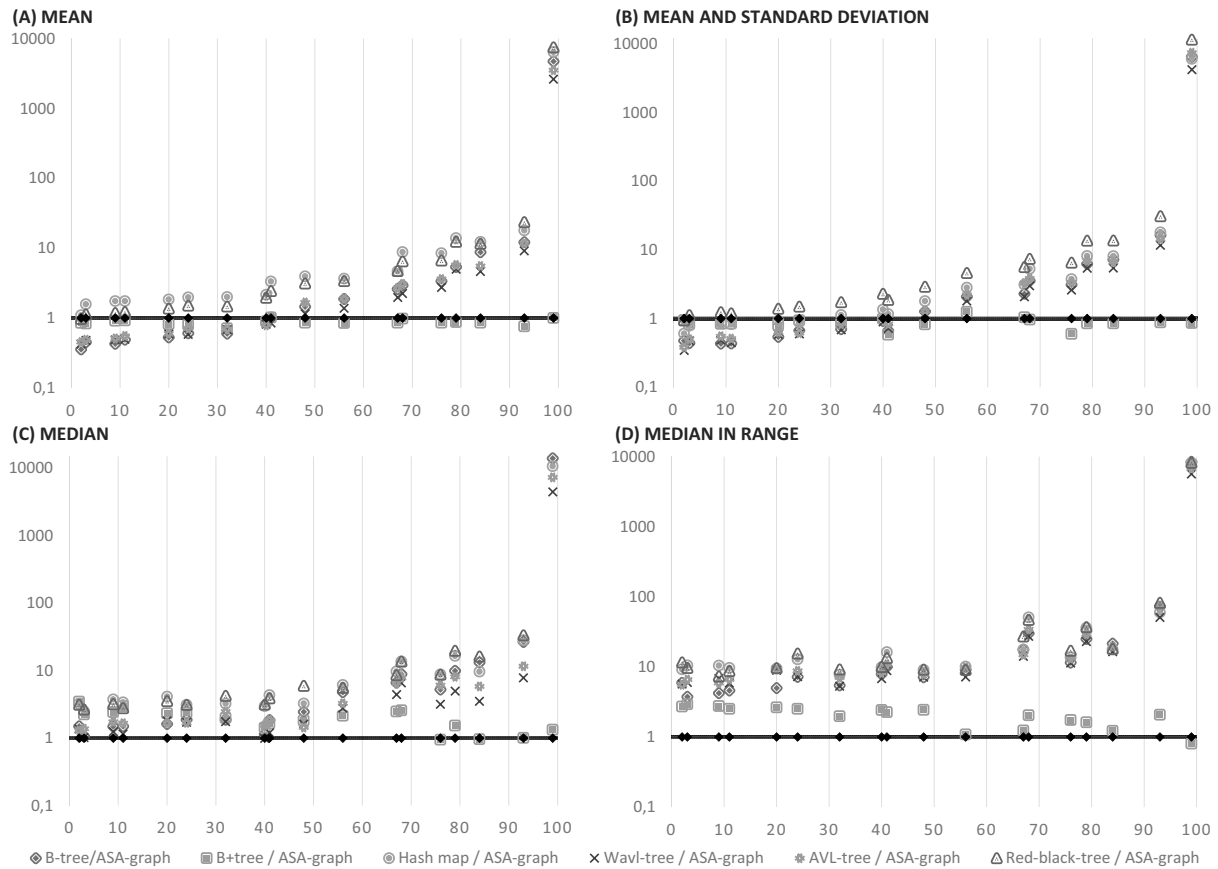 (A) MEAN
10000
1000
100
10
1
0,1
0 10 20 30 40 50 60 70 80 90 100
(B) MEAN AND STANDARD DEVIATION
10000
1000
100
10
1
0,1
0 10 20 30 40 50 60 70 80 90 100
(C) MEDIAN
10000
1000
100
10
1
0,1
0 10 20 30 40 50 60 70 80 90 100
(D) MEDIAN IN RANGE
10000
1000
100
10
1
0,1
0 10 20 30 40 50 60 70 80 90 100
B-tree/ASA-graph B+tree / ASA-graph Hash map / ASA-graph Wavl-tree / ASA-graph AVL-tree / ASA-graph Red-black-tree / ASA-graph